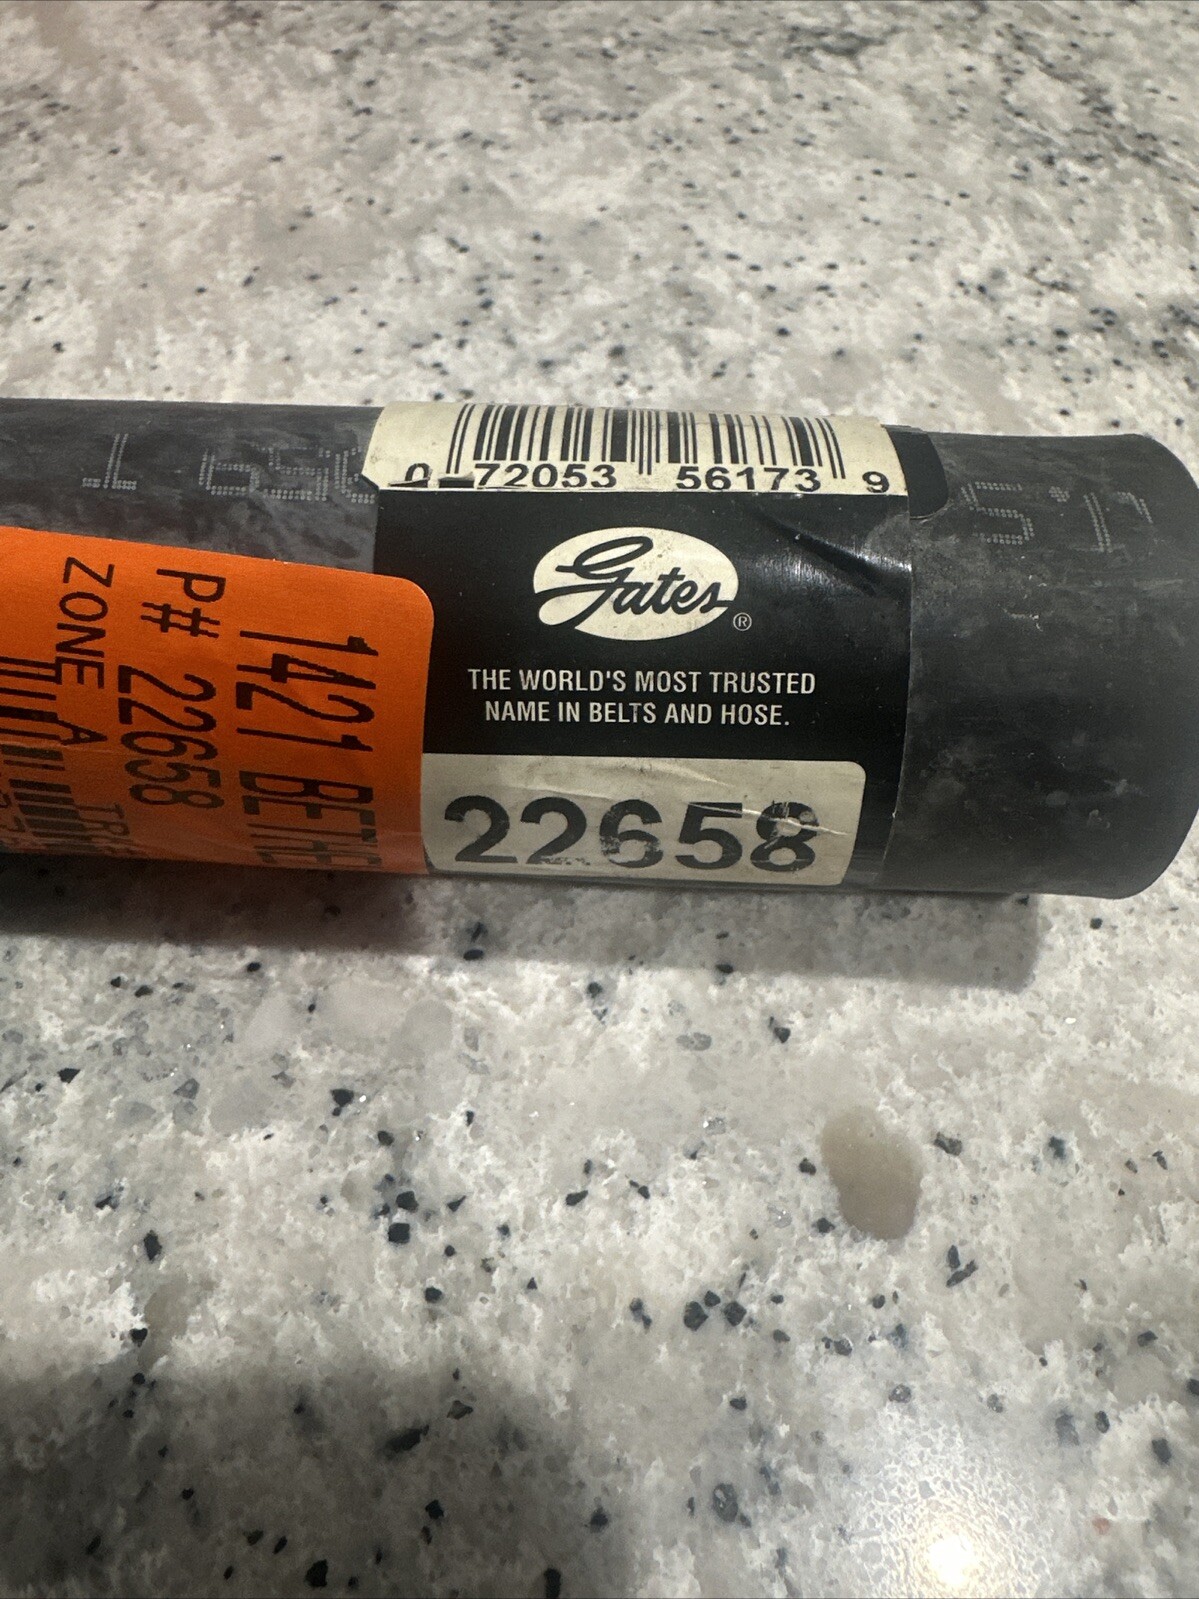 0 72053 56173 9
Gates®
THE WORLD'S MOST TRUSTED
NAME IN BELTS AND HOSE.
22658
1421
P# 22658
ZONE A